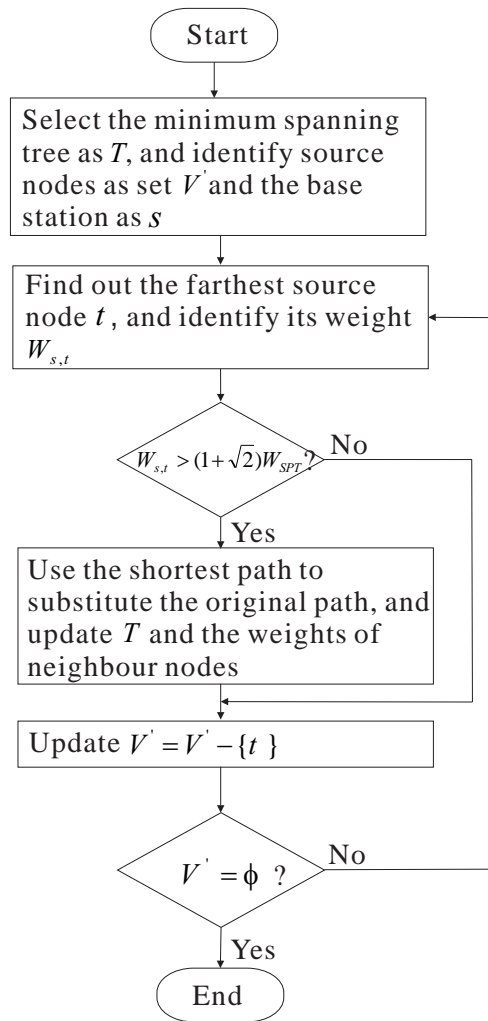 Start
Select the minimum spanning
tree as T, and identify source
nodes as set V' and the base
station as s
Find out the farthest source
node t , and identify its weight
W_{s,t}
W_{s,t} > (1+√2)W_{SPT} ?
No
Yes
Use the shortest path to
substitute the original path, and
update T and the weights of
neighbour nodes
Update V' = V' - {t }
V' = ϕ ?
No
Yes
End